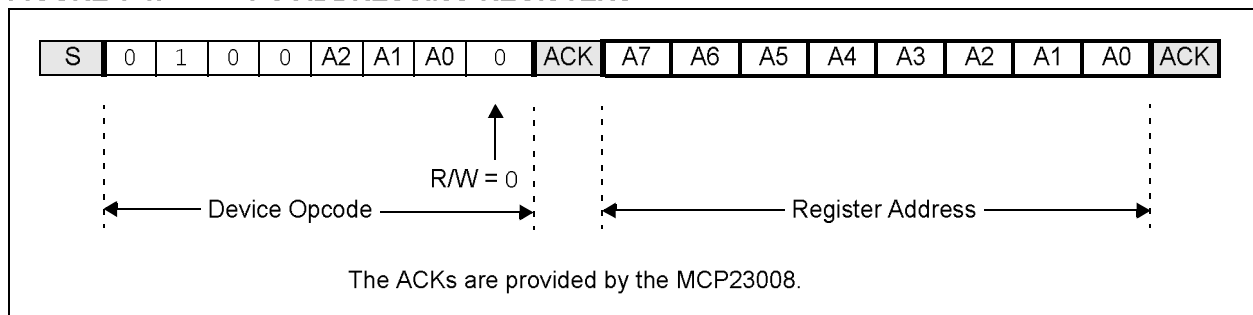 S 0 1 0 0 A2 A1 A0 0 ACK A7 A6 A5 A4 A3 A2 A1 A0 ACK
R/W = 0
Device Opcode Register Address
The ACKs are provided by the MCP23008.